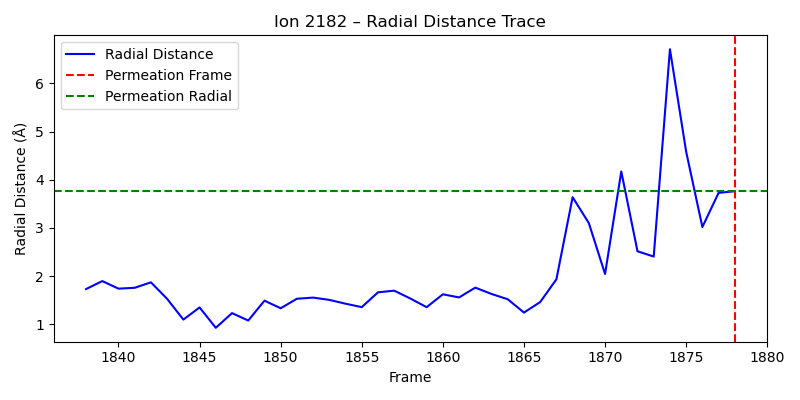 Ion 2182 – Radial Distance Trace
Radial Distance
Permeation Frame
Permeation Radial
Radial Distance (Å)
6
5
4
3
2
1
1840 1845 1850 1855 1860 1865 1870 1875 1880
Frame